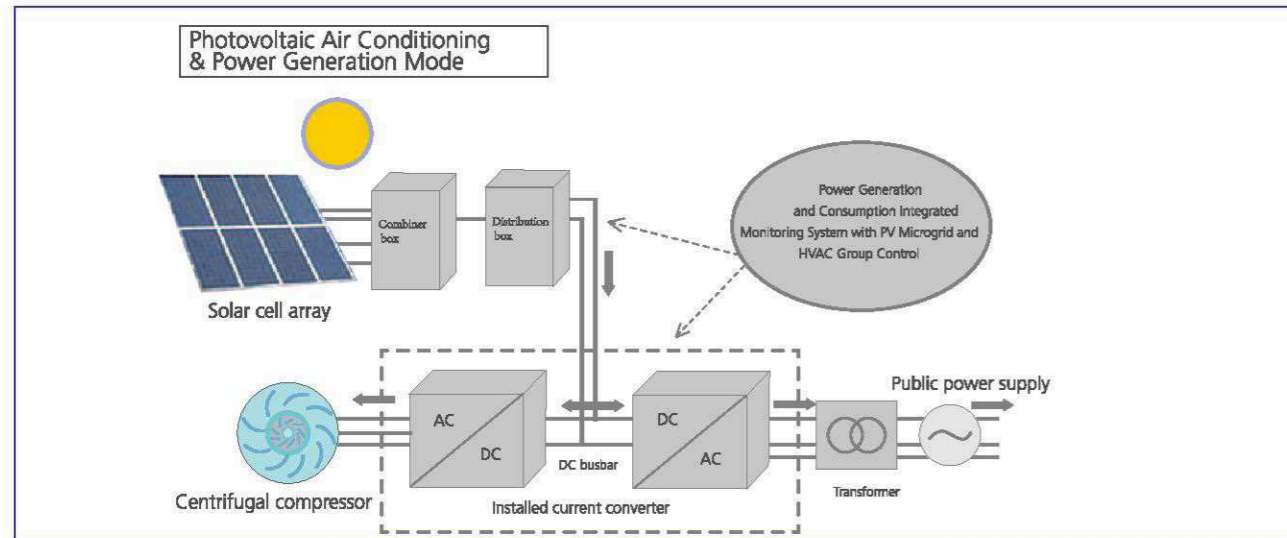 Photovoltaic Air Conditioning
& Power Generation Mode
Combiner
box
Distribution
box
Power Generation
and Consumption Integrated
Monitoring System with PV Microgrid and
HVAC Group Control
Solar cell array
Public power supply
AC
DC
DC
AC
DC busbar
Centrifugal compressor
Installed current converter
Transformer